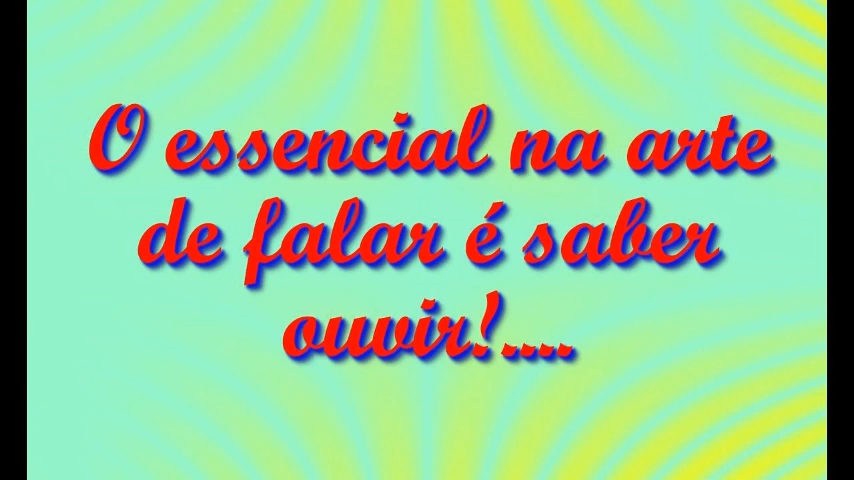 O essencial na arte
de falar é saber
ouvir!....